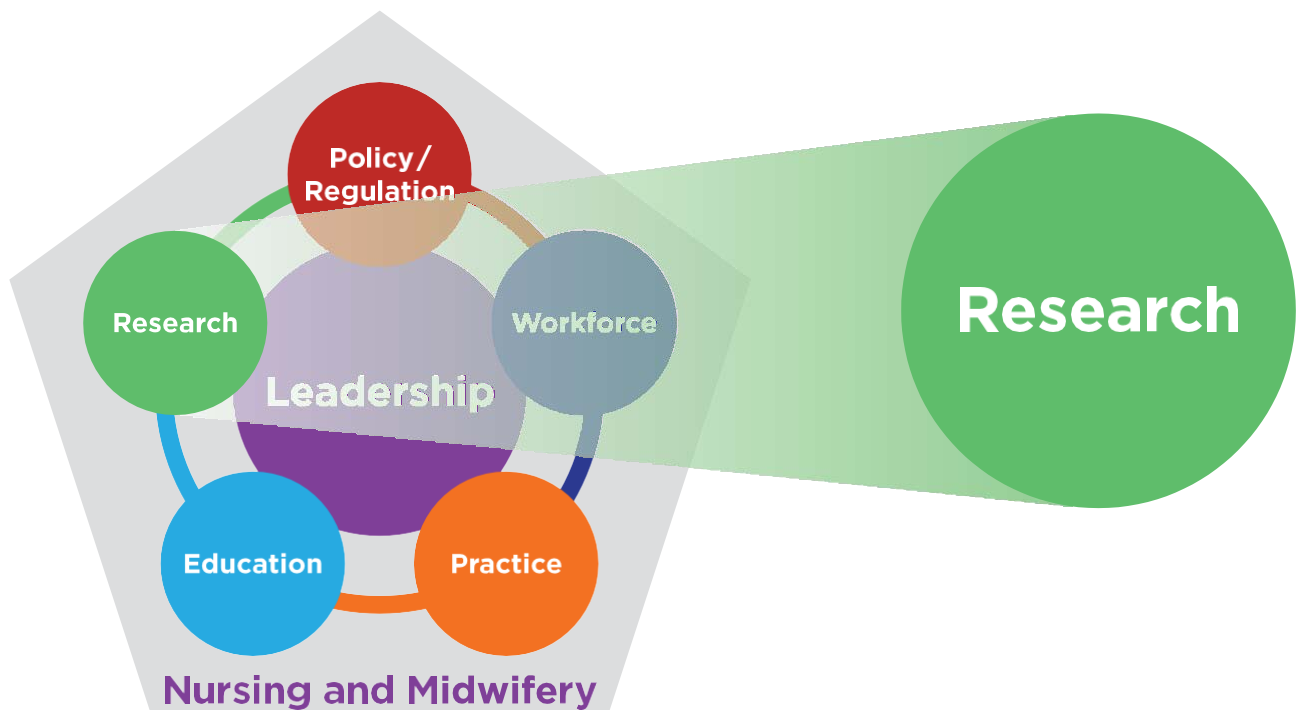 Policy/
Regulation
Research
Workforce
Research
Leadership
Education
Practice
Nursing and Midwifery